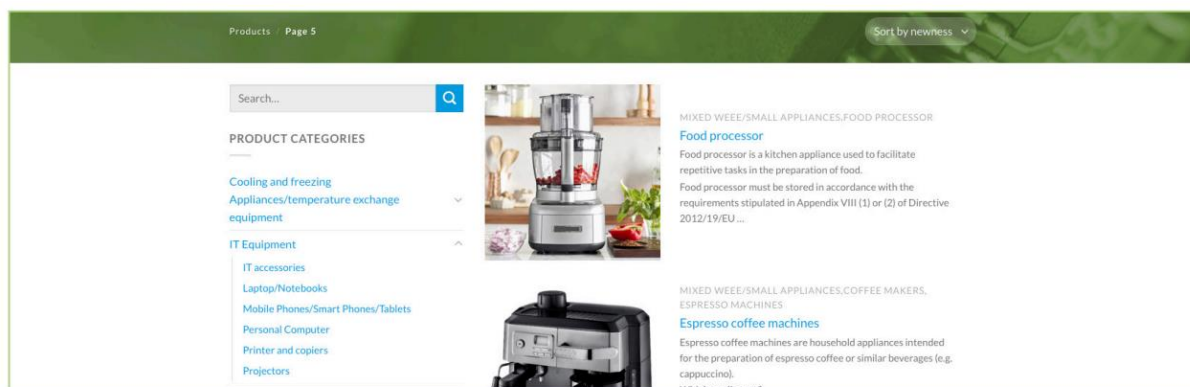 Products / Page 5
Sort by newness
Search...
PRODUCT CATEGORIES
Cooling and freezing
Appliances/temperature exchange
equipment
IT Equipment
IT accessories
Laptop/Notebooks
Mobile Phones/Smart Phones/Tablets
Personal Computer
Printer and copiers
Projectors
MIXED WEEE/SMALL APPLIANCES,FOOD PROCESSOR
Food processor
Food processor is a kitchen appliance used to facilitate
repetitive tasks in the preparation of food.
Food processor must be stored in accordance with the
requirements stipulated in Appendix VIII (1) or (2) of Directive
2012/19/EU ...
MIXED WEEE/SMALL APPLIANCES,COFFEE MAKERS,
ESPRESSO MACHINES
Espresso coffee machines
Espresso coffee machines are household appliances intended
for the preparation of espresso coffee or similar beverages (e.g.
cappuccino).